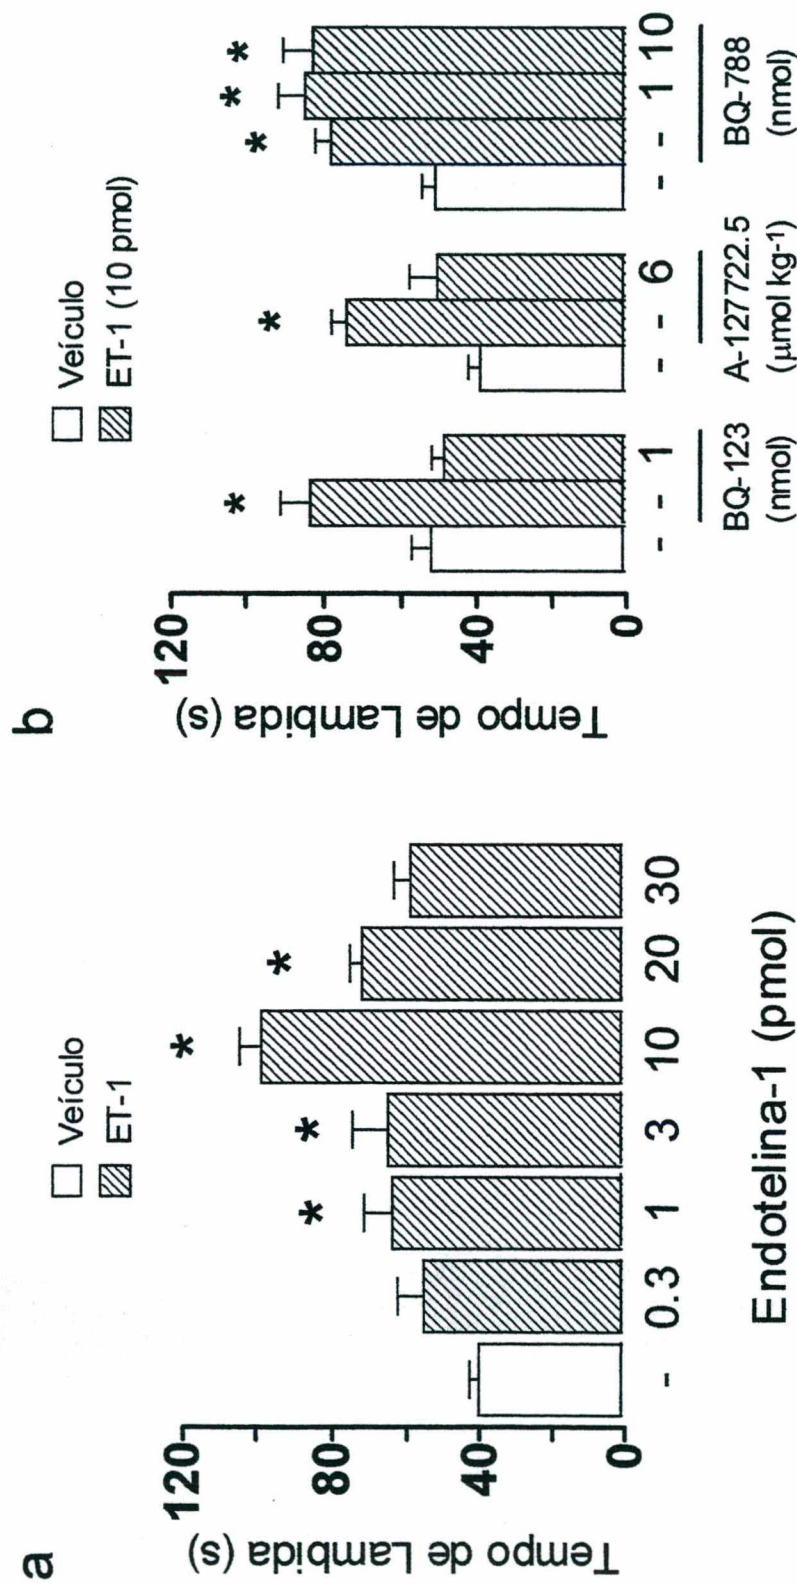 a
Veículo
ET-1
Tempo de Lambida (s)
120
80
40
0
*
*
*
*
- 0.3 1 3 10 20 30
Endotelina-1 (pmol)
b
Veículo
ET-1 (10 pmol)
Tempo de Lambida (s)
120
80
40
0
*
*
*
*
*
- - 1 - - 6 - - 1 10
BQ-123 A-127722.5 BQ-788
(nmol) (µmol kg⁻¹) (nmol)